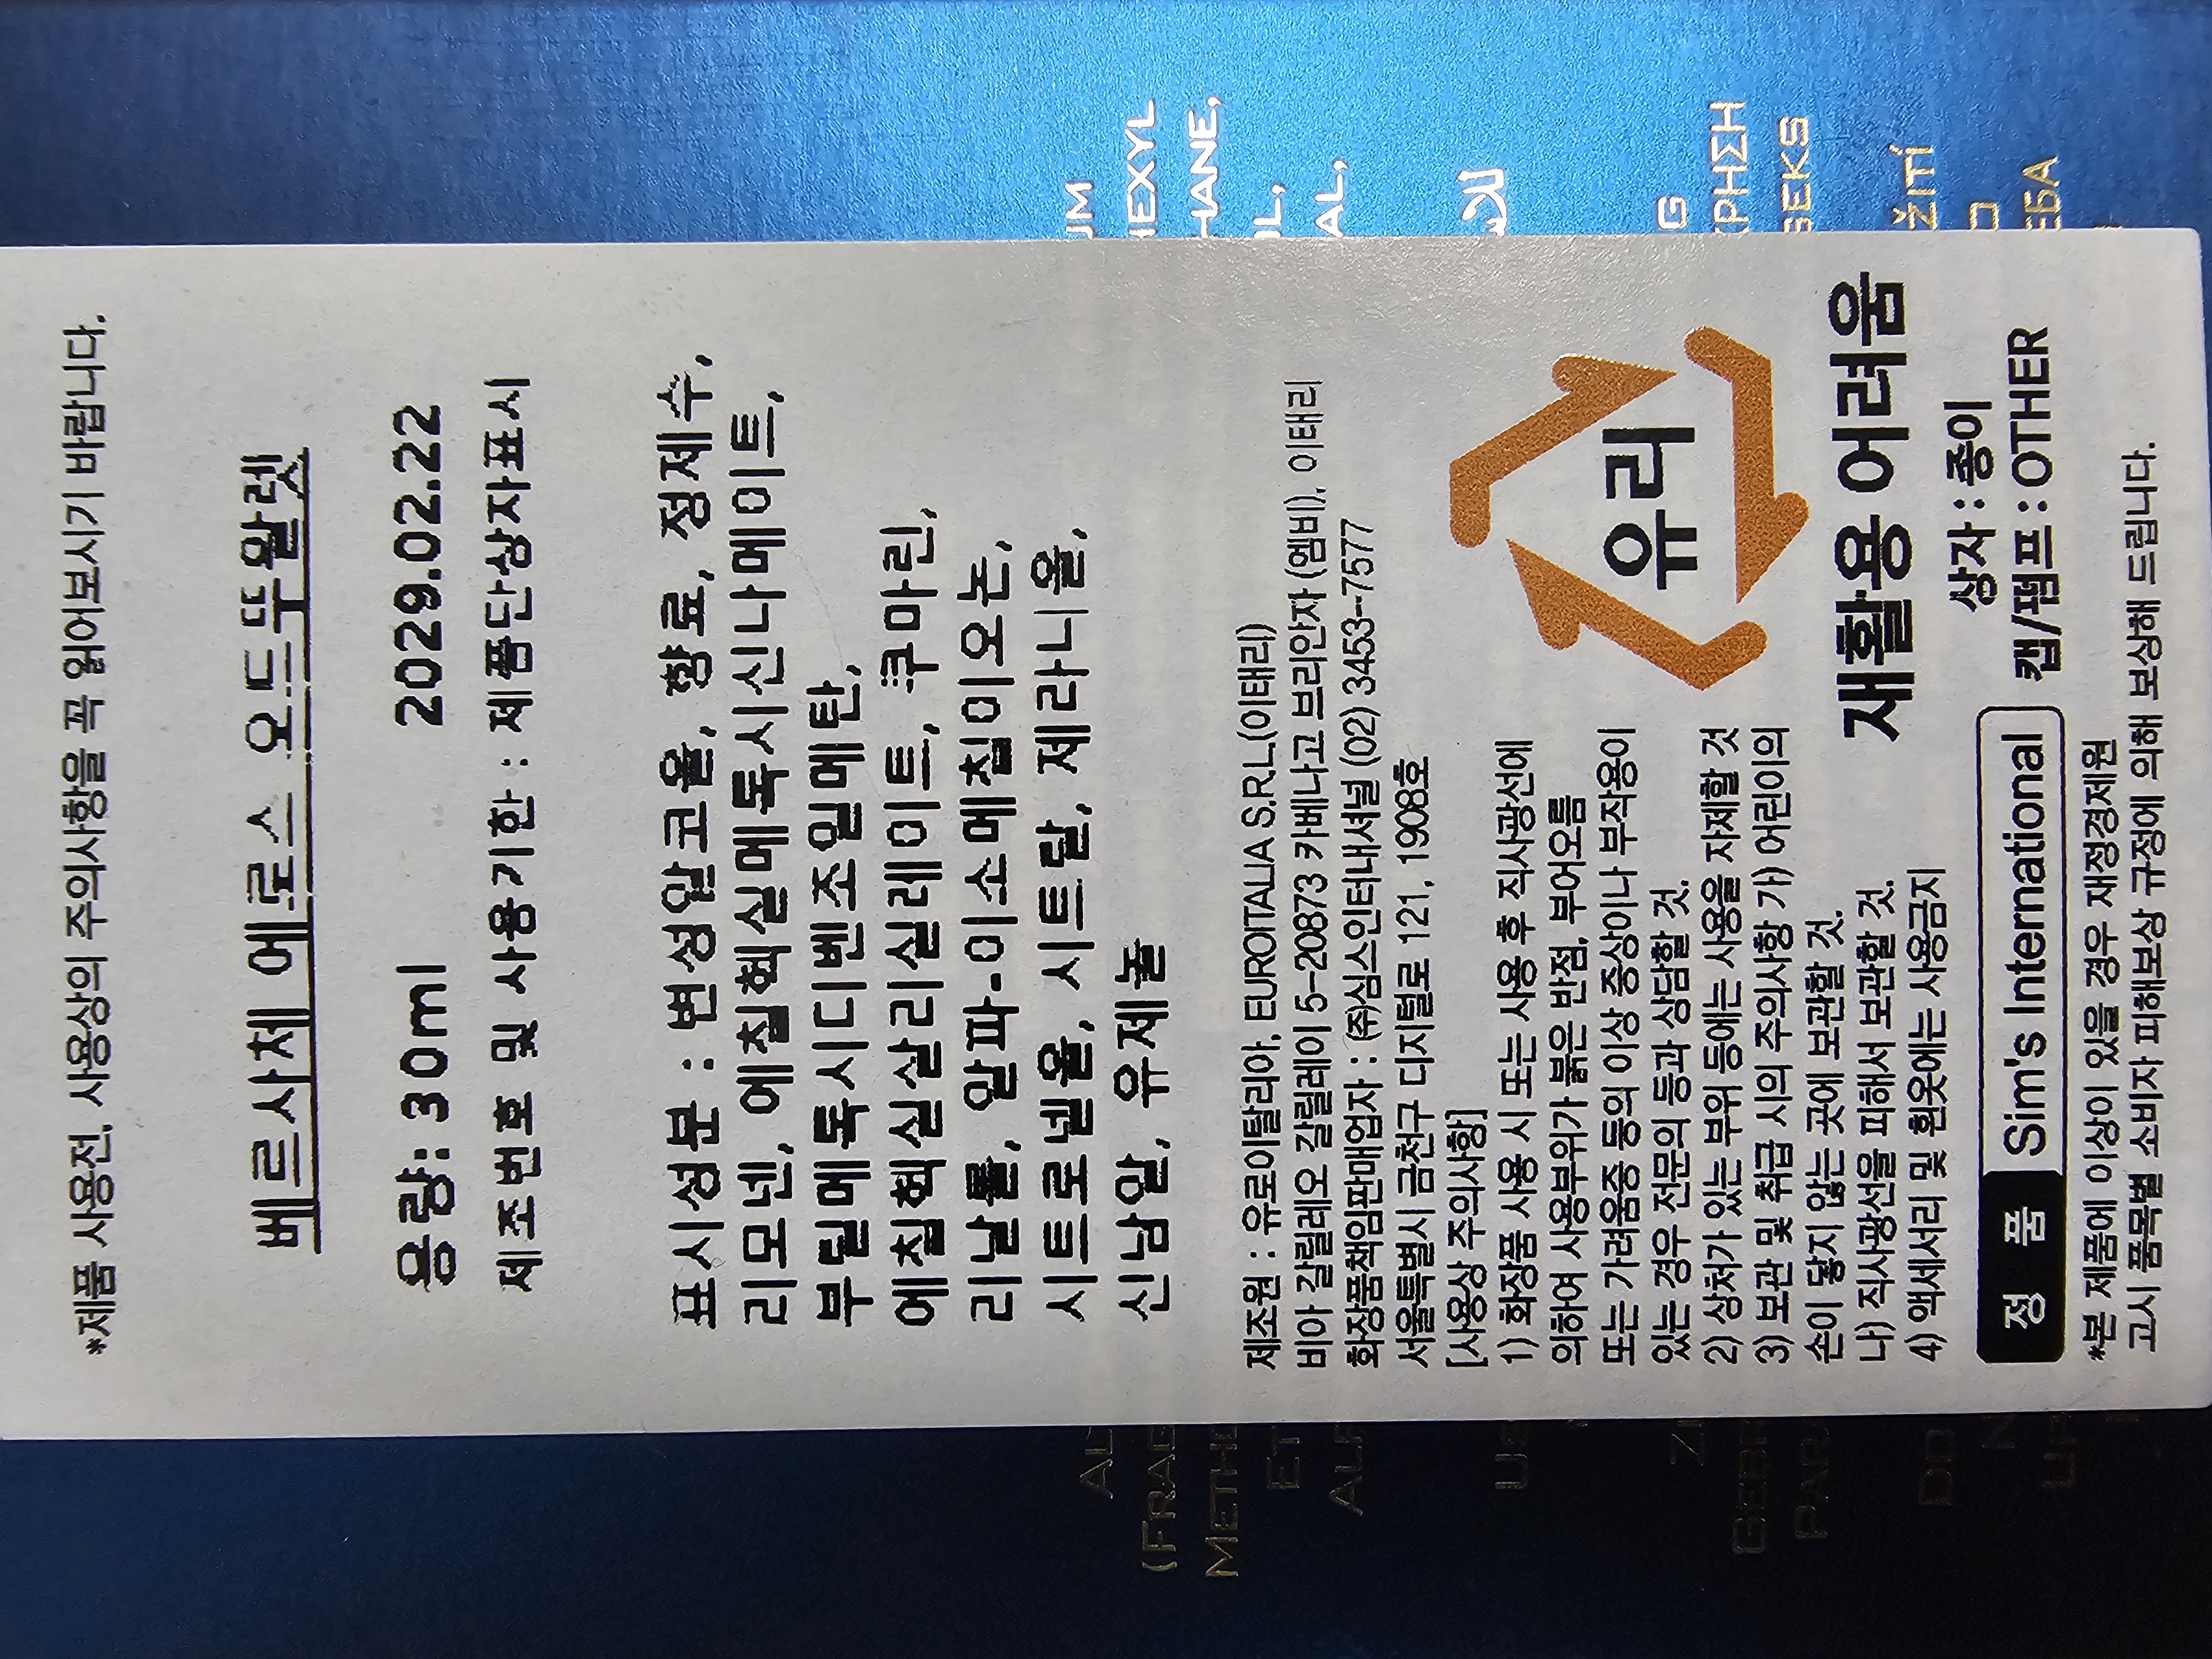 *제품 사용전, 사용상의 주의사항을 꼭 읽어보시기 바랍니다.
베르사체 에로스 오드뚜왈렛
용량: 30ml 2029.02.22
제조번호 및 사용기한 : 제품단상자표시
표시성분 : 변성알코올, 향료, 정제수,
리모넨, 에칠헥실메톡시신나메이트,
부틸메톡시디벤조일메탄,
에칠헥실살리실레이트, 쿠마린,
리날룰, 알파-이소메칠이오논,
시트로넬올, 시트랄, 제라니올,
신남알, 유제놀
제조원 : 유로이탈리아, EUROITALIA S.R.L(이태리)
비아 갈릴레오 갈릴레이 5-20873 카베나고 브리안자 (엠비), 이태리
화장품책임판매업자 : (주)심스인터내셔널 (02) 3453-7577
서울특별시 금천구 디지털로 121, 1908호
[사용상 주의사항]
1) 화장품 사용 시 또는 사용 후 직사광선에
의하여 사용부위가 붉은 반점, 부어오름
또는 가려움증 등의 이상 증상이나 부작용이
있는 경우 전문의 등과 상담할 것.
2) 상처가 있는 부위 등에는 사용을 자제할 것
3) 보관 및 취급 시의 주의사항 가) 어린이의
손이 닿지 않는 곳에 보관할 것.
나) 직사광선을 피해서 보관할 것.
4) 액세서리 및 흰옷에는 사용금지
유리
재활용 어려움
상자 : 종이
캡/펌프 : OTHER
정 품 Sim's International
*본 제품에 이상이 있을 경우 재정경제원
고시 품목별 소비자 피해보상 규정에 의해 보상해 드립니다.